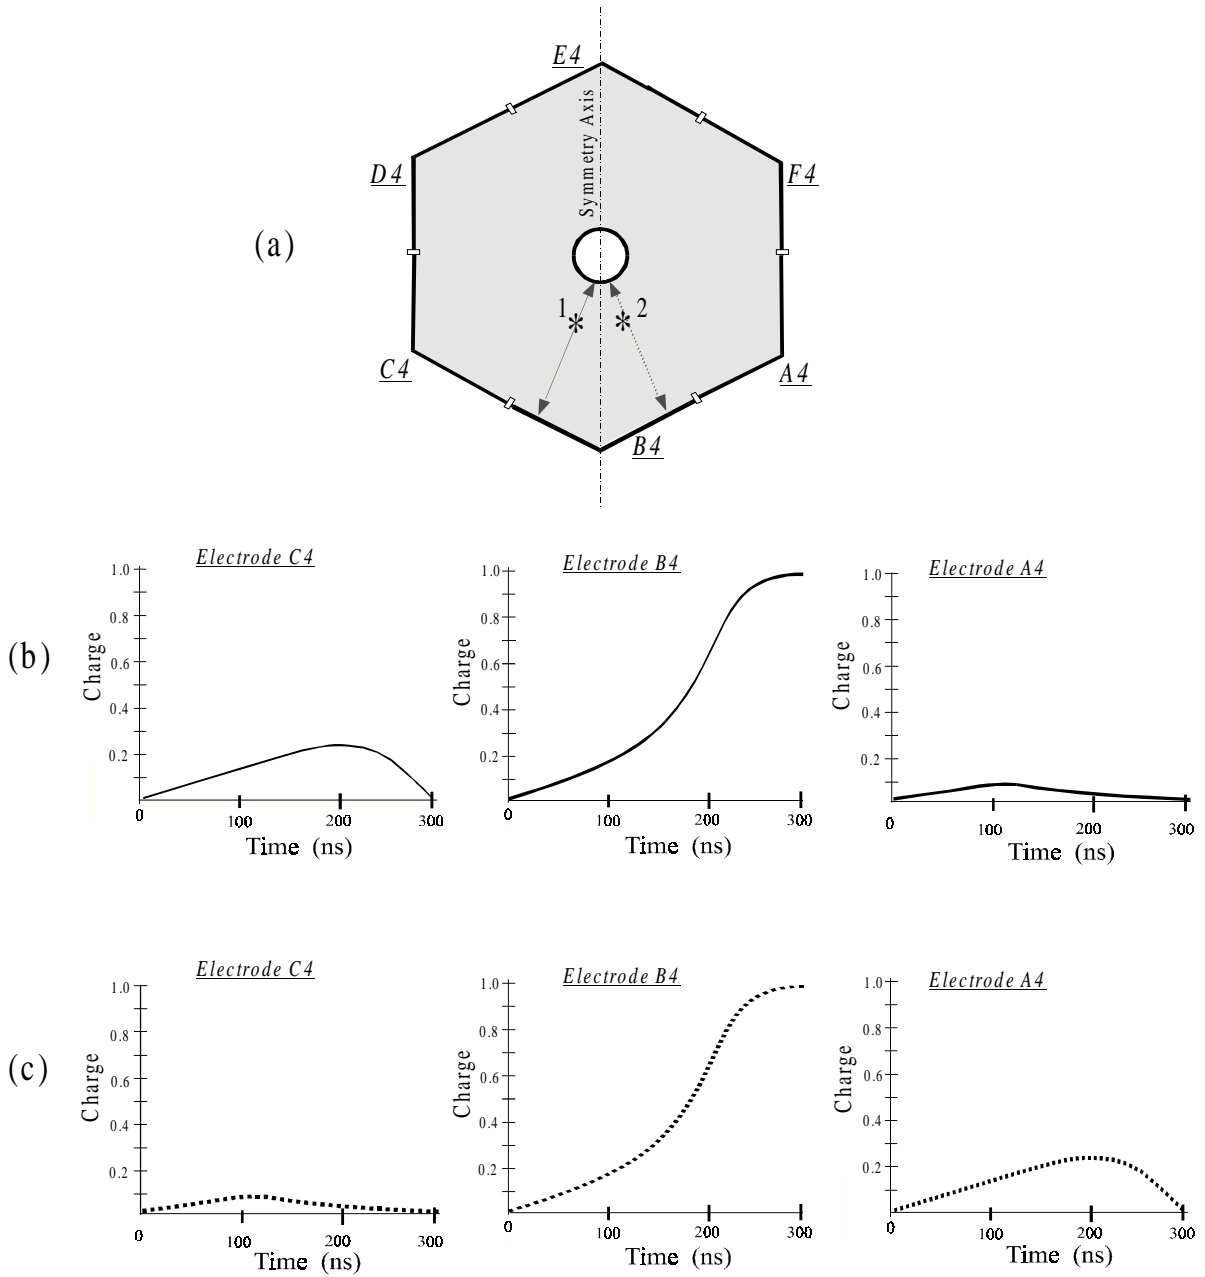 E4
Symmetry Axis
D4
F4
(a)
1
2
*
*
C4
A4
B4
Electrode C4
Electrode B4
Electrode A4
(b)
Charge
1.0
0.8
0.6
0.4
0.2
0
100
200
300
Time (ns)
Charge
1.0
0.8
0.6
0.4
0.2
0
100
200
300
Time (ns)
Charge
1.0
0.8
0.6
0.4
0.2
0
100
200
300
Time (ns)
Electrode C4
Electrode B4
Electrode A4
(c)
Charge
1.0
0.8
0.6
0.4
0.2
0
100
200
300
Time (ns)
Charge
1.0
0.8
0.6
0.4
0.2
0
100
200
300
Time (ns)
Charge
1.0
0.8
0.6
0.4
0.2
0
100
200
300
Time (ns)